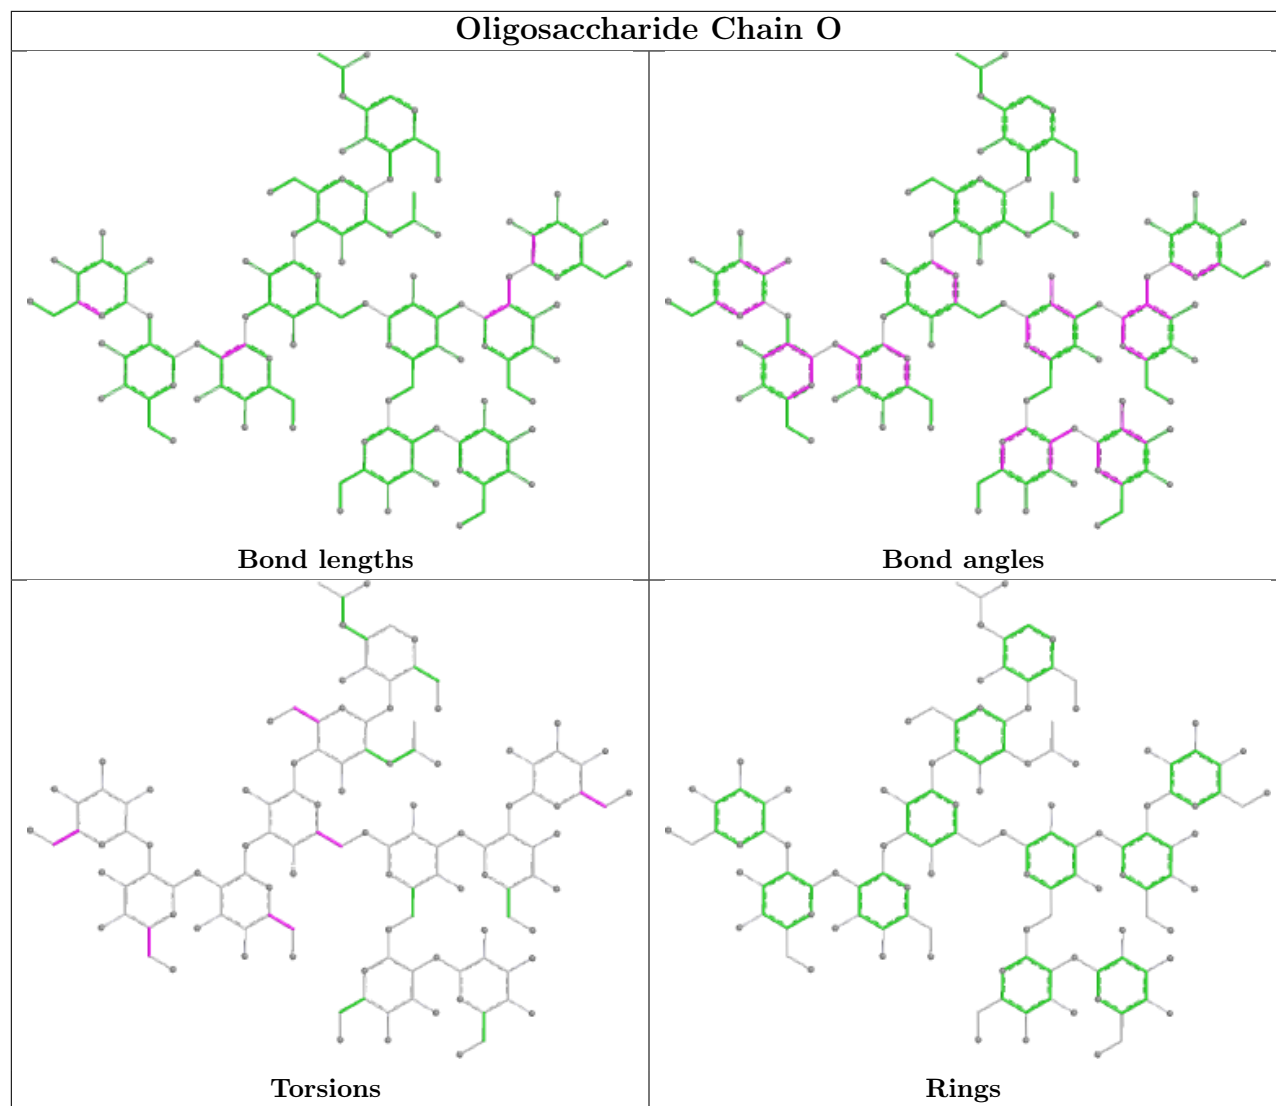 Oligosaccharide Chain O
Bond lengths
Bond angles
Torsions
Rings